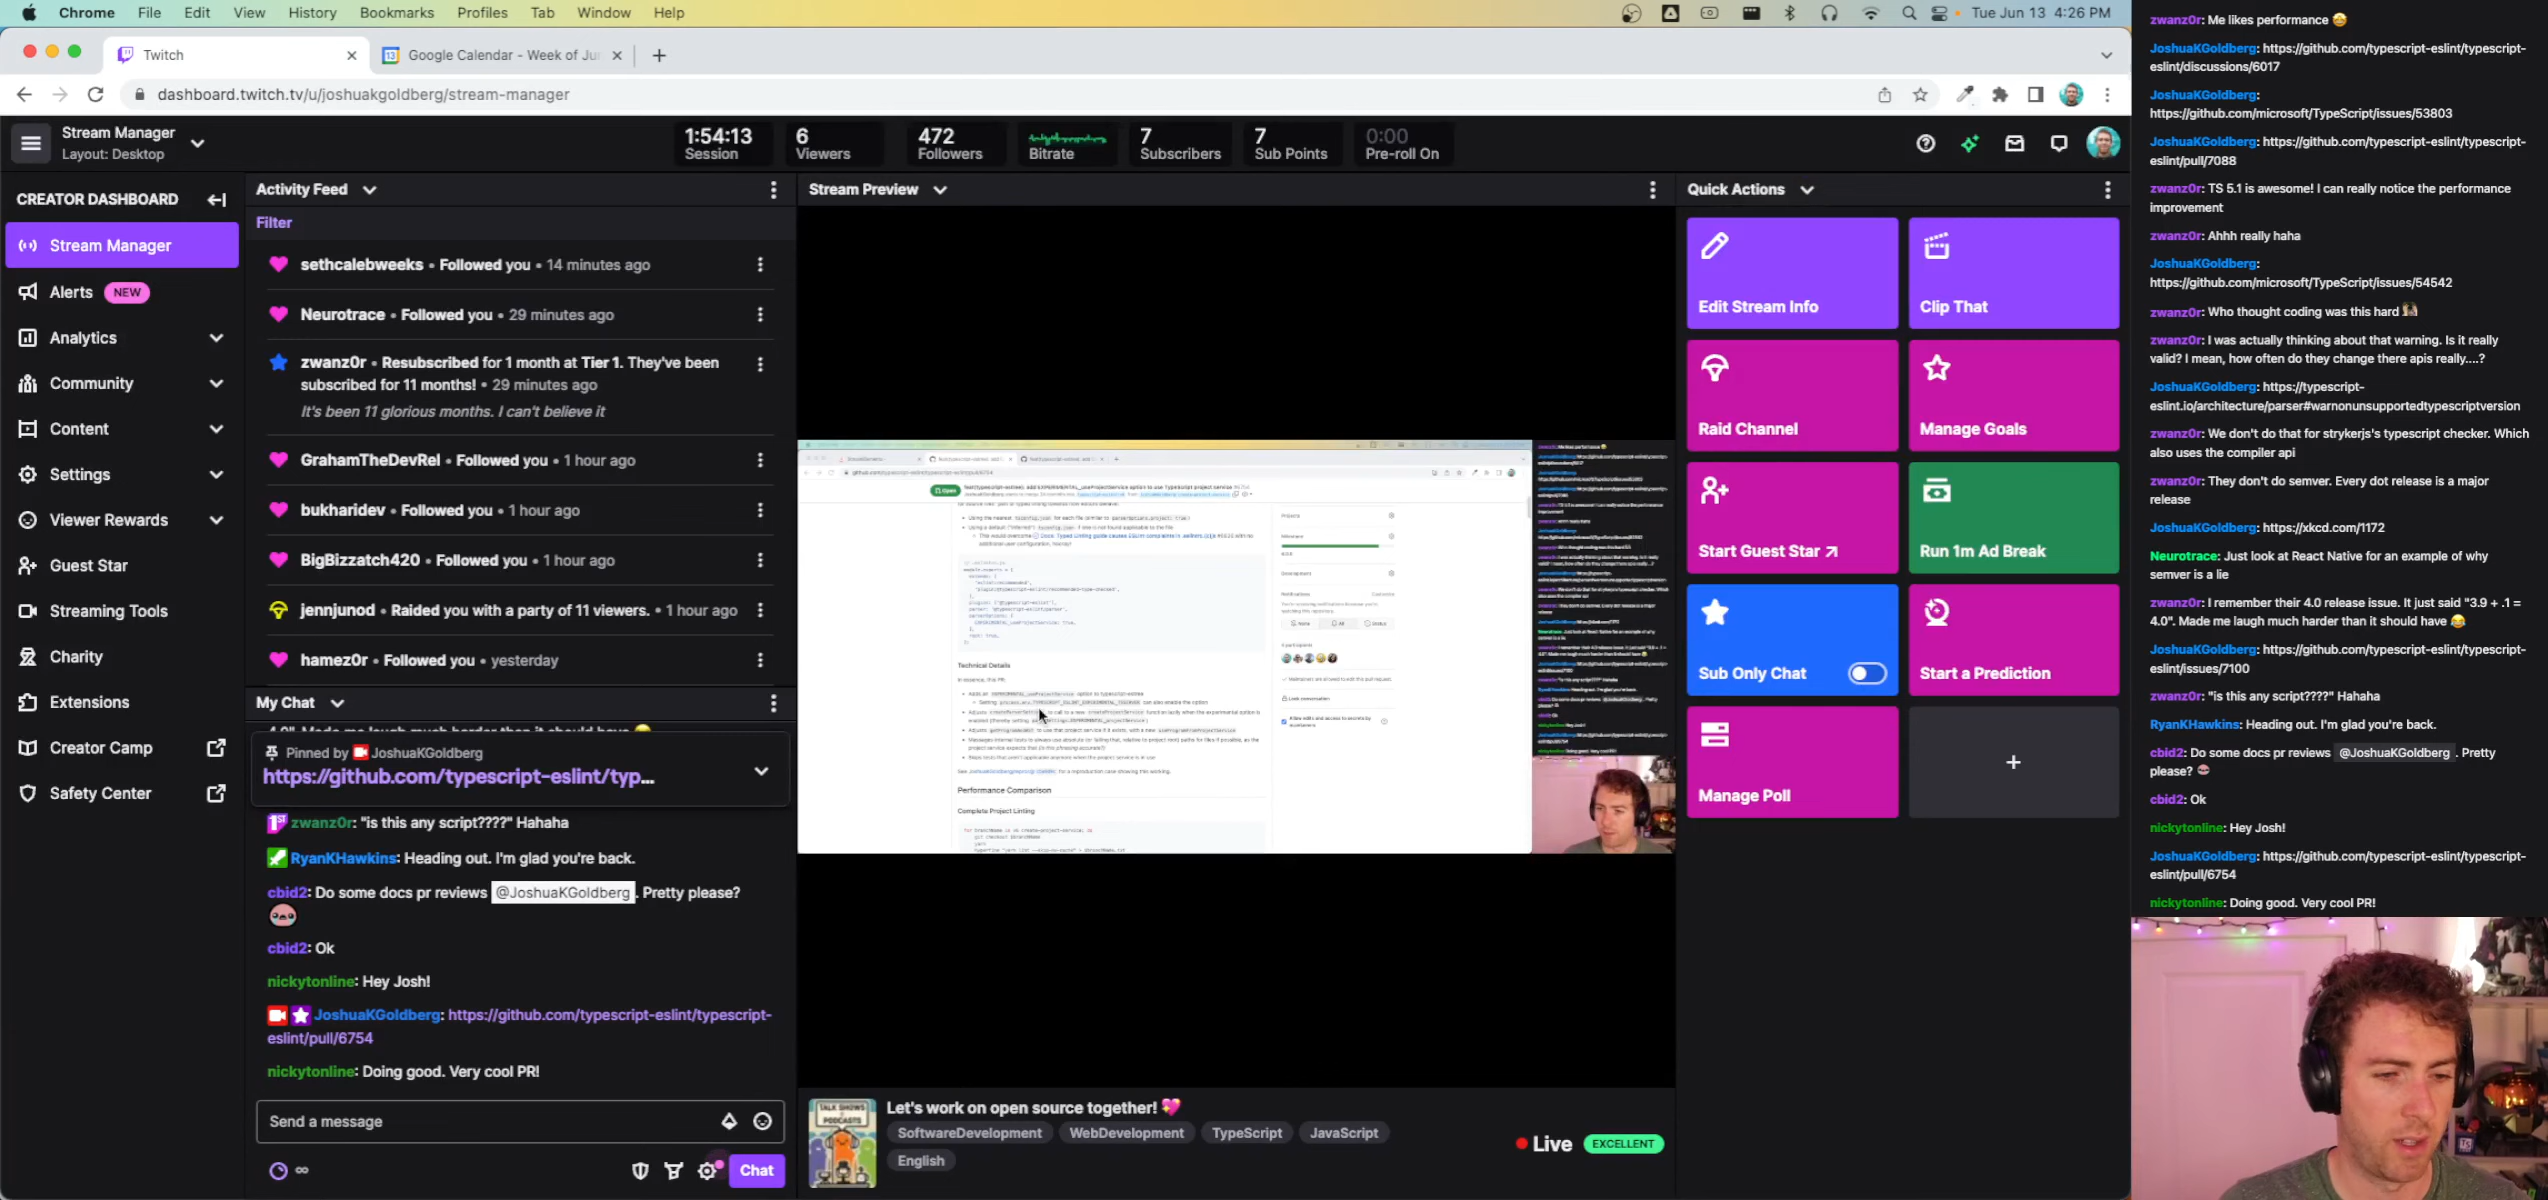 Chrome File Edit View History Bookmarks Profiles Tab Window Help
Tue Jun 13 4:26 PM
Twitch
Google Calendar - Week of Ju
dashboard.twitch.tv/u/joshuakgoldberg/stream-manager
Stream Manager
Layout: Desktop
1:54:13
Session
6
Viewers
472
Followers
Bitrate
7
Subscribers
7
Sub Points
0:00
Pre-roll On
CREATOR DASHBOARD
Stream Manager
Alerts NEW
Analytics
Community
Content
Settings
Viewer Rewards
Guest Star
Streaming Tools
Charity
Extensions
Creator Camp
Safety Center
Activity Feed
Filter
sethcalebweeks • Followed you • 14 minutes ago
Neurotrace • Followed you • 29 minutes ago
zwanz0r • Resubscribed for 1 month at Tier 1. They've been
subscribed for 11 months! • 29 minutes ago
It's been 11 glorious months. I can't believe it
GrahamTheDevRel • Followed you • 1 hour ago
bukharidev • Followed you • 1 hour ago
BigBizzatch420 • Followed you • 1 hour ago
jennjunod • Raided you with a party of 11 viewers. • 1 hour ago
hamez0r • Followed you • yesterday
My Chat
Pinned by JoshuaKGoldberg
https://github.com/typescript-eslint/typ...
zwanz0r: "is this any script????" Hahaha
RyanKHawkins: Heading out. I'm glad you're back.
cbid2: Do some docs pr reviews @JoshuaKGoldberg . Pretty please?
cbid2: Ok
nickytonline: Hey Josh!
JoshuaKGoldberg: https://github.com/typescript-eslint/typescript-
eslint/pull/6754
nickytonline: Doing good. Very cool PR!
Send a message
Chat
Stream Preview
Technical Details
Performance Comparison
Complete Project Linting
TALK SHOWS
PODCASTS
Let's work on open source together!
SoftwareDevelopment WebDevelopment TypeScript JavaScript
English
Live EXCELLENT
Quick Actions
Edit Stream Info
Clip That
Raid Channel
Manage Goals
Start Guest Star
Run 1m Ad Break
Sub Only Chat
Start a Prediction
Manage Poll
zwanz0r: Me likes performance
JoshuaKGoldberg: https://github.com/typescript-eslint/typescript-
eslint/discussions/6017
JoshuaKGoldberg:
https://github.com/microsoft/TypeScript/issues/53803
JoshuaKGoldberg: https://github.com/typescript-eslint/typescript-
eslint/pull/7088
zwanz0r: TS 5.1 is awesome! I can really notice the performance
improvement
zwanz0r: Ahhh really haha
JoshuaKGoldberg:
https://github.com/microsoft/TypeScript/issues/54542
zwanz0r: Who thought coding was this hard
zwanz0r: I was actually thinking about that warning. Is it really
valid? I mean, how often do they change there apis really....?
JoshuaKGoldberg: https://typescript-
eslint.io/architecture/parser#warnonunsupportedtypescriptversion
zwanz0r: We don't do that for strykerjs's typescript checker. Which
also uses the compiler api
zwanz0r: They don't do semver. Every dot release is a major
release
JoshuaKGoldberg: https://xkcd.com/1172
Neurotrace: Just look at React Native for an example of why
semver is a lie
zwanz0r: I remember their 4.0 release issue. It just said "3.9 + .1 =
4.0". Made me laugh much harder than it should have
JoshuaKGoldberg: https://github.com/typescript-eslint/typescript-
eslint/issues/7100
zwanz0r: "is this any script????" Hahaha
RyanKHawkins: Heading out. I'm glad you're back.
cbid2: Do some docs pr reviews @JoshuaKGoldberg . Pretty
please?
cbid2: Ok
nickytonline: Hey Josh!
JoshuaKGoldberg: https://github.com/typescript-eslint/typescript-
eslint/pull/6754
nickytonline: Doing good. Very cool PR!